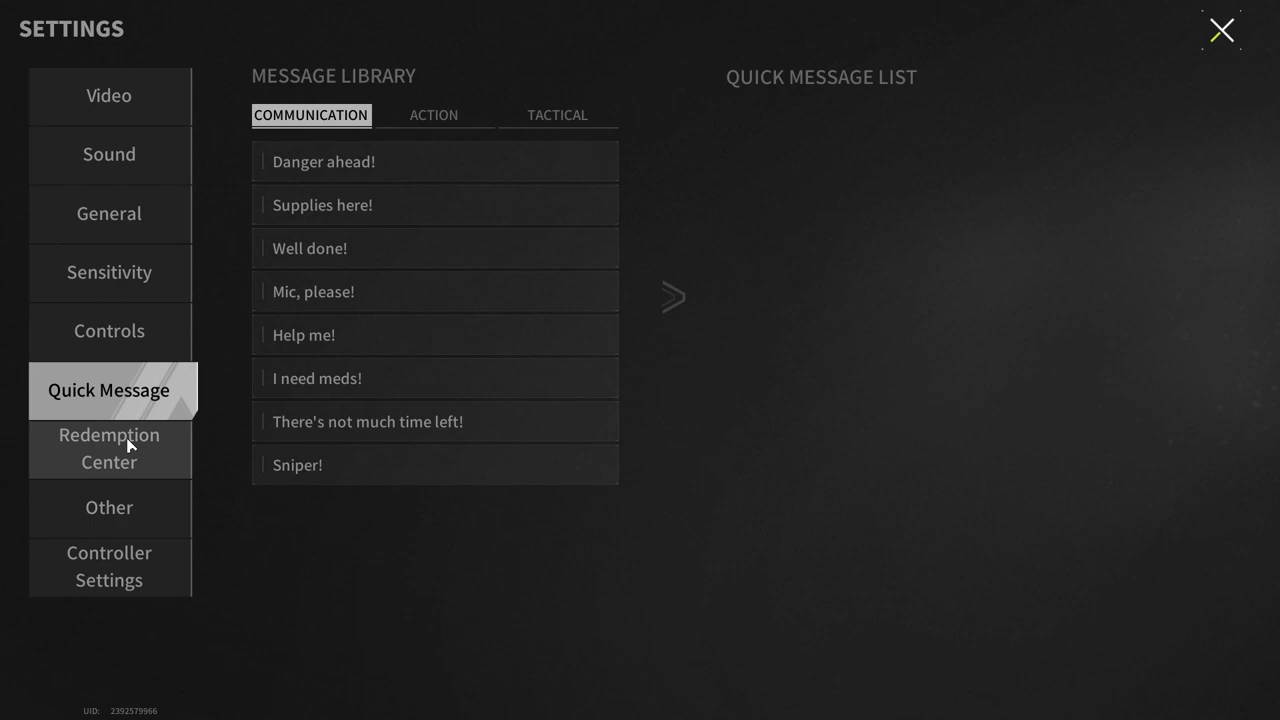 SETTINGS
Video
Sound
General
Sensitivity
Controls
Quick Message
Redemption
Center
Other
Controller
Settings
MESSAGE LIBRARY
COMMUNICATION
ACTION
TACTICAL
Danger ahead!
Supplies here!
Well done!
Mic, please!
Help me!
I need meds!
There's not much time left!
Sniper!
QUICK MESSAGE LIST
UID: 2392579966